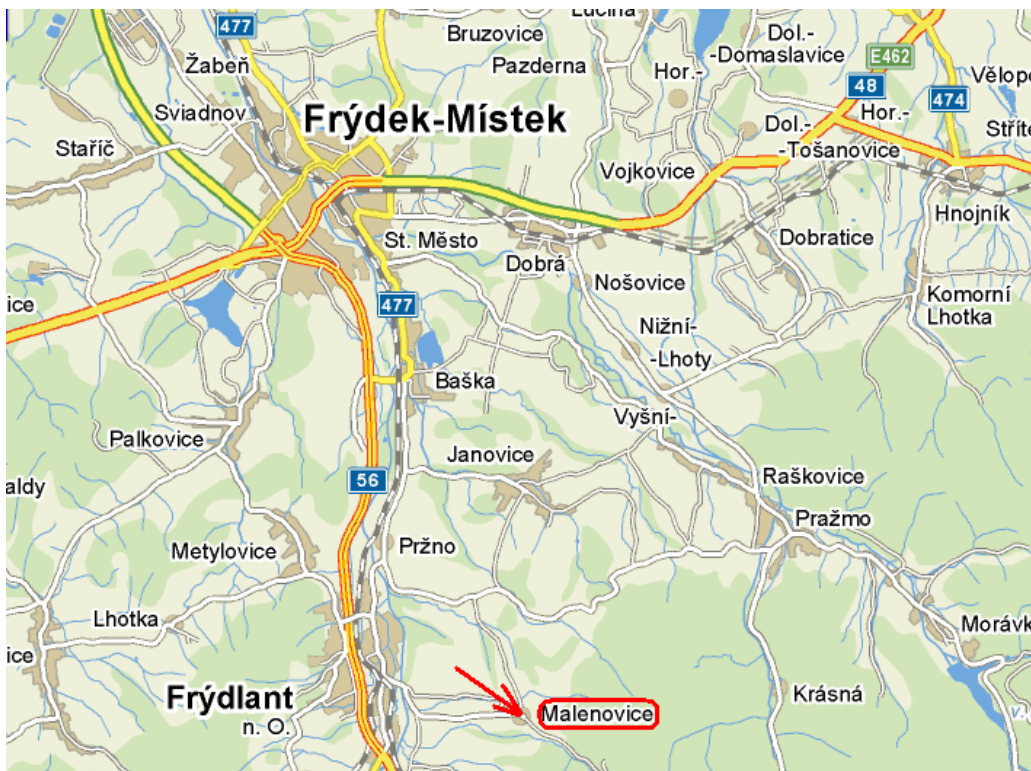 477
Bruzovice
Lučina
Dol.-
-Domaslavice
Pazderna
Hor.-
E462
Žabeň
48
Vělopo
474
Sviadnov
Frýdek-Místek
Hor.-
Dol.-
-Tošanovice
Stříte
Staříč
Vojkovice
Hnojník
St. Město
Dobratice
Dobrá
Nošovice
Komorní
Lhotka
ice
477
Nižní-
-Lhoty
Baška
Vyšní-
Palkovice
Janovice
Raškovice
56
aldy
Pražmo
Metylovice
Pržno
Lhotka
Morávk
ice
Frýdlant
n. O.
Malenovice
Krásná
v.